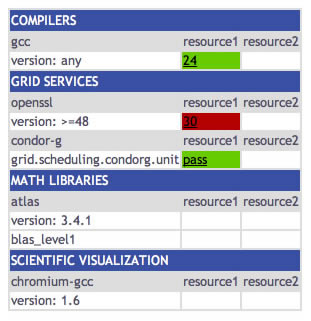 COMPILERS
gcc resource1 resource2
version: any 24
GRID SERVICES
openssl resource1 resource2
version: >=48 30
condor-g resource1 resource2
grid.scheduling.condorg.unit pass
MATH LIBRARIES
atlas resource1 resource2
version: 3.4.1
blas_level1
SCIENTIFIC VISUALIZATION
chromium-gcc resource1 resource2
version: 1.6